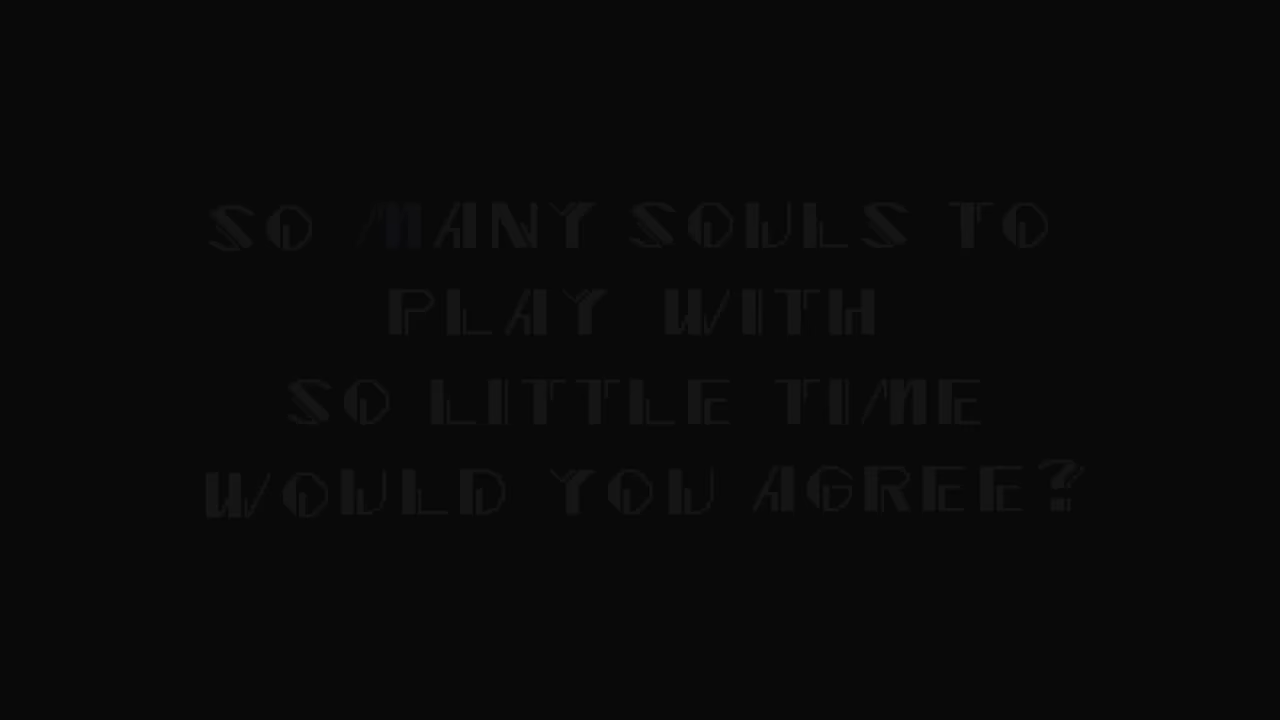 SO MANY SOULS TO
PLAY WITH
SO LITTLE TIME
WOULD YOU AGREE?